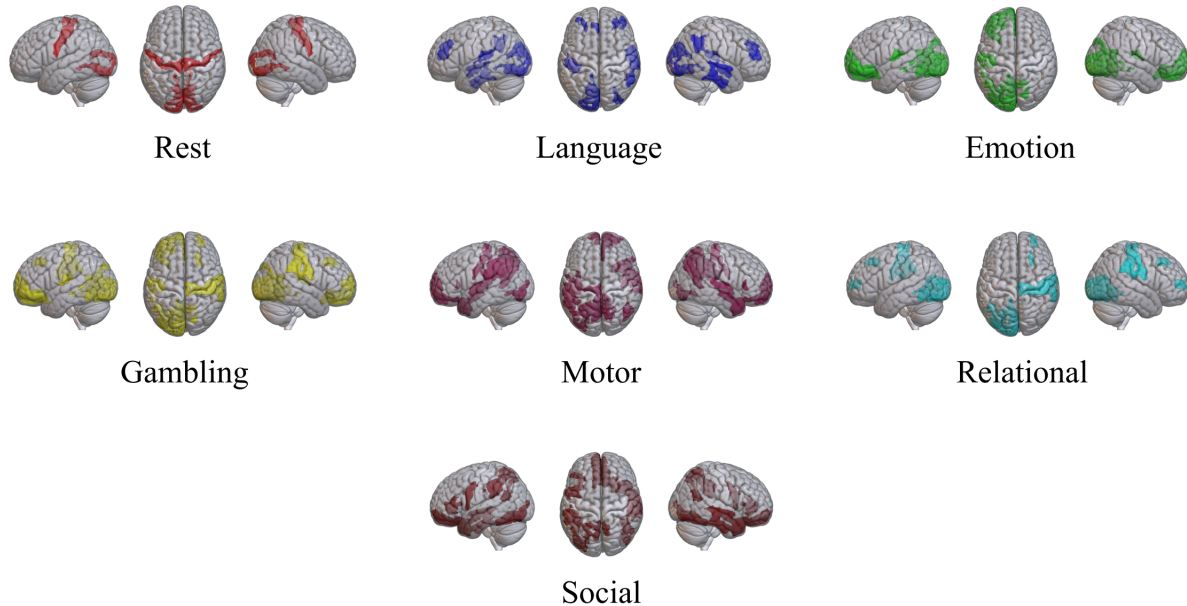 Rest
Language
Emotion
Gambling
Motor
Relational
Social